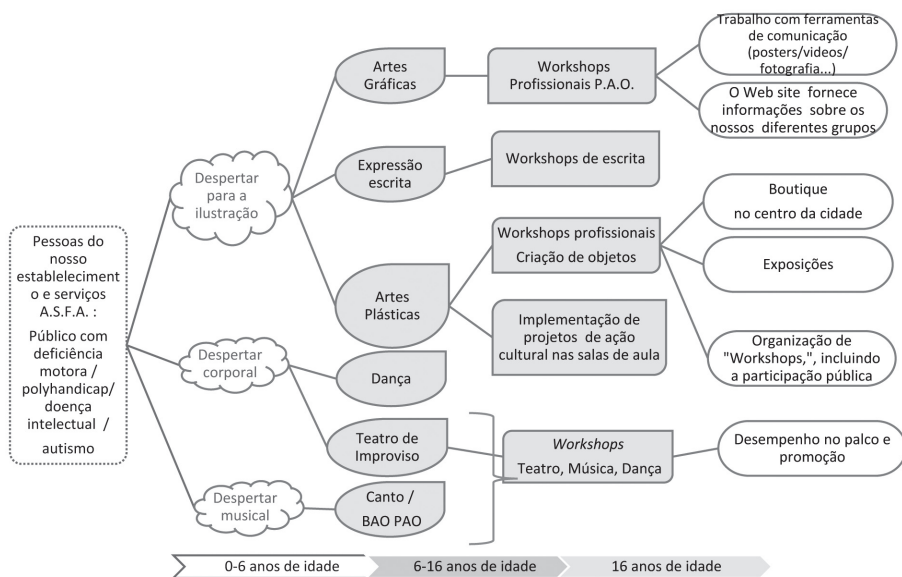 Pessoas do
nosso
estableleciment
o e serviços
A.S.F.A. :
Público com
deficiência
motora /
polyhandicap/
doença
intelectual /
autismo
Despertar
para a
ilustração
Despertar
corporal
Despertar
musical
Artes
Gráficas
Expressão
escrita
Artes
Plásticas
Dança
Teatro de
Improviso
Canto /
BAO PAO
Workshops
Profissionais P.A.O.
Workshops de escrita
Workshops profissionais
Criação de objetos
Implementação de
projetos de ação
cultural nas salas de aula
Workshops
Teatro, Música, Dança
Trabalho com ferramentas
de comunicação
(posters/videos/
fotografia...)
O Web site fornece
informações sobre os
nossos diferentes grupos
Boutique
no centro da cidade
Exposições
Organização de
"Workshops,", incluindo
a participação pública
Desempenho no palco e
promoção
0-6 anos de idade
6-16 anos de idade
16 anos de idade